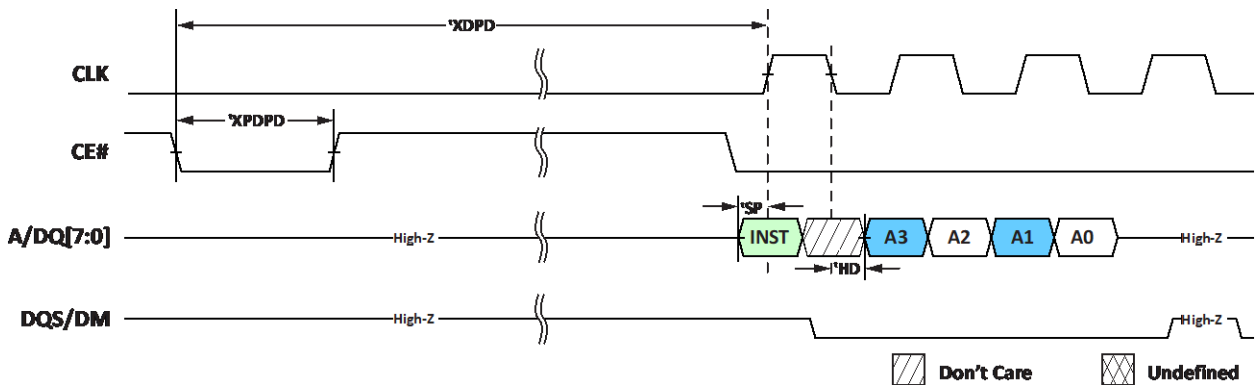 tXDPD
CLK
tXPDPD
CE#
tSP
A/DQ[7:0]
High-Z
INST
A3
A2
A1
A0
High-Z
tHD
DQS/DM
High-Z
High-Z
Don't Care
Undefined